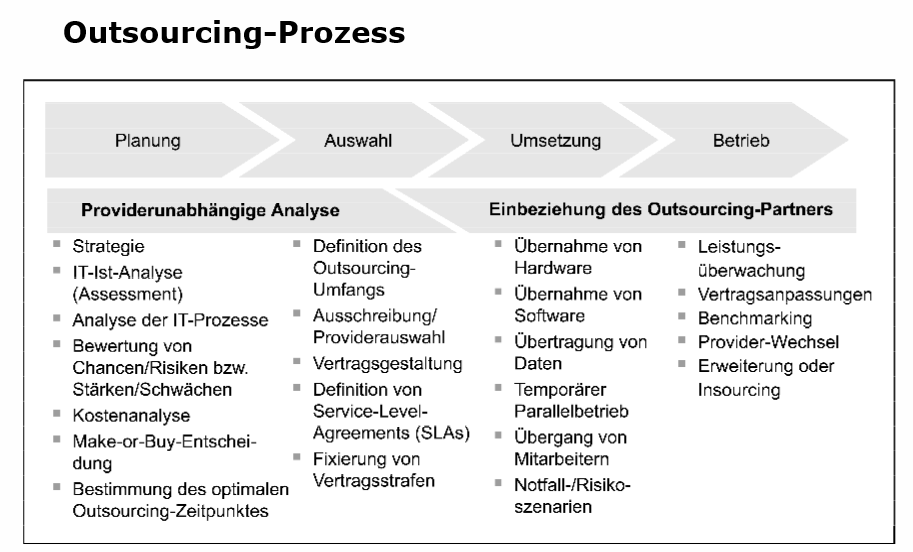 Outsourcing-Prozess
Planung
Auswahl
Umsetzung
Betrieb
Providerunabhängige Analyse
Einbeziehung des Outsourcing-Partners
Strategie
IT-Ist-Analyse
(Assessment)
Analyse der IT-Prozesse
Bewertung von
Chancen/Risiken bzw.
Stärken/Schwächen
Kostenanalyse
Make-or-Buy-Entschei-
dung
Bestimmung des optimalen
Outsourcing-Zeitpunktes
Definition des
Outsourcing-
Umfangs
Ausschreibung/
Providerauswahl
Vertragsgestaltung
Definition von
Service-Level-
Agreements (SLAs)
Fixierung von
Vertragsstrafen
Übernahme von
Hardware
Übernahme von
Software
Übertragung von
Daten
Temporärer
Parallelbetrieb
Übergang von
Mitarbeitern
Notfall-/Risiko-
szenarien
Leistungs-
überwachung
Vertragsanpassungen
Benchmarking
Provider-Wechsel
Erweiterung oder
Insourcing